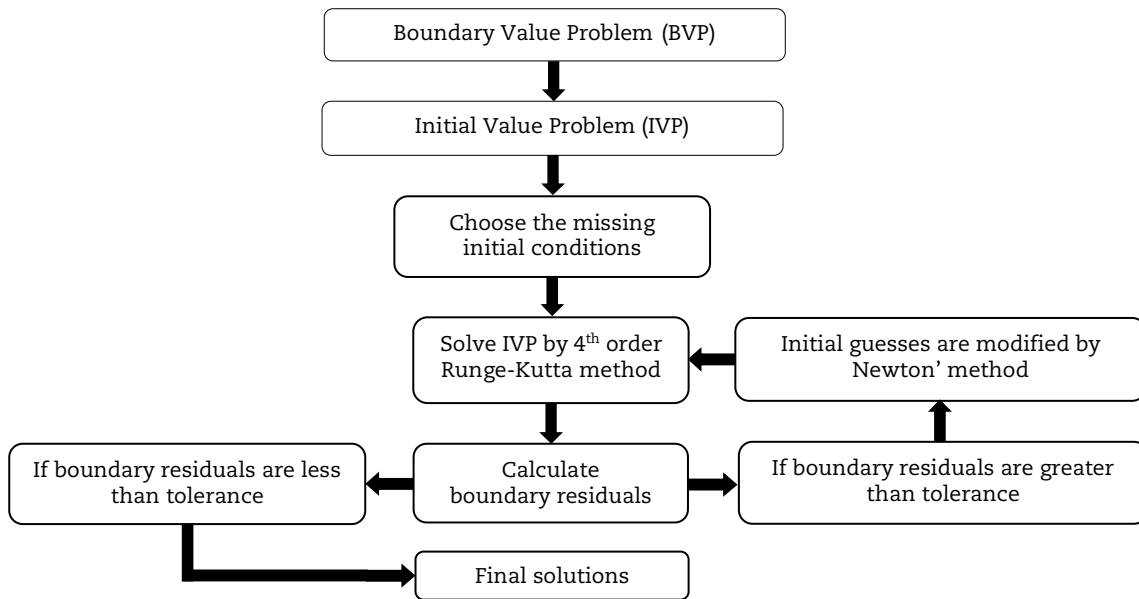 Boundary Value Problem (BVP)
Initial Value Problem (IVP)
Choose the missing
initial conditions
Solve IVP by 4th order
Runge-Kutta method
Initial guesses are modified by
Newton’ method
If boundary residuals are less
than tolerance
Calculate
boundary residuals
If boundary residuals are greater
than tolerance
Final solutions